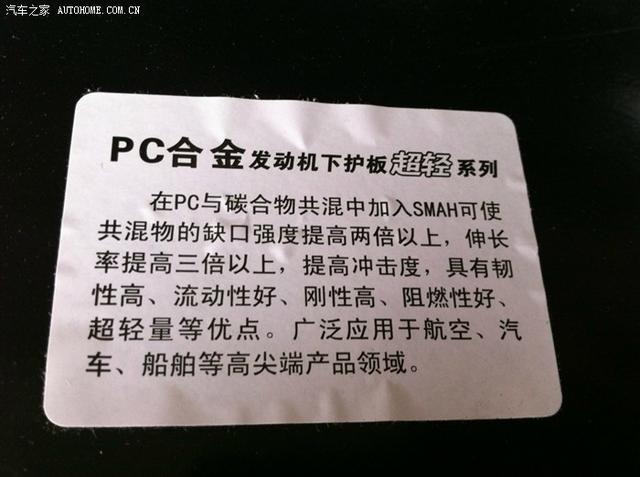 汽车之家 AUTOHOME.COM.CN
PC合金发动机下护板超轻系列
在PC与碳合物共混中加入SMAH可使
共混物的缺口强度提高两倍以上，伸长
率提高三倍以上，提高冲击度，具有韧
性高、流动性好、刚性高、阻燃性好、
超轻量等优点。广泛应用于航空、汽
车、船舶等高尖端产品领域。